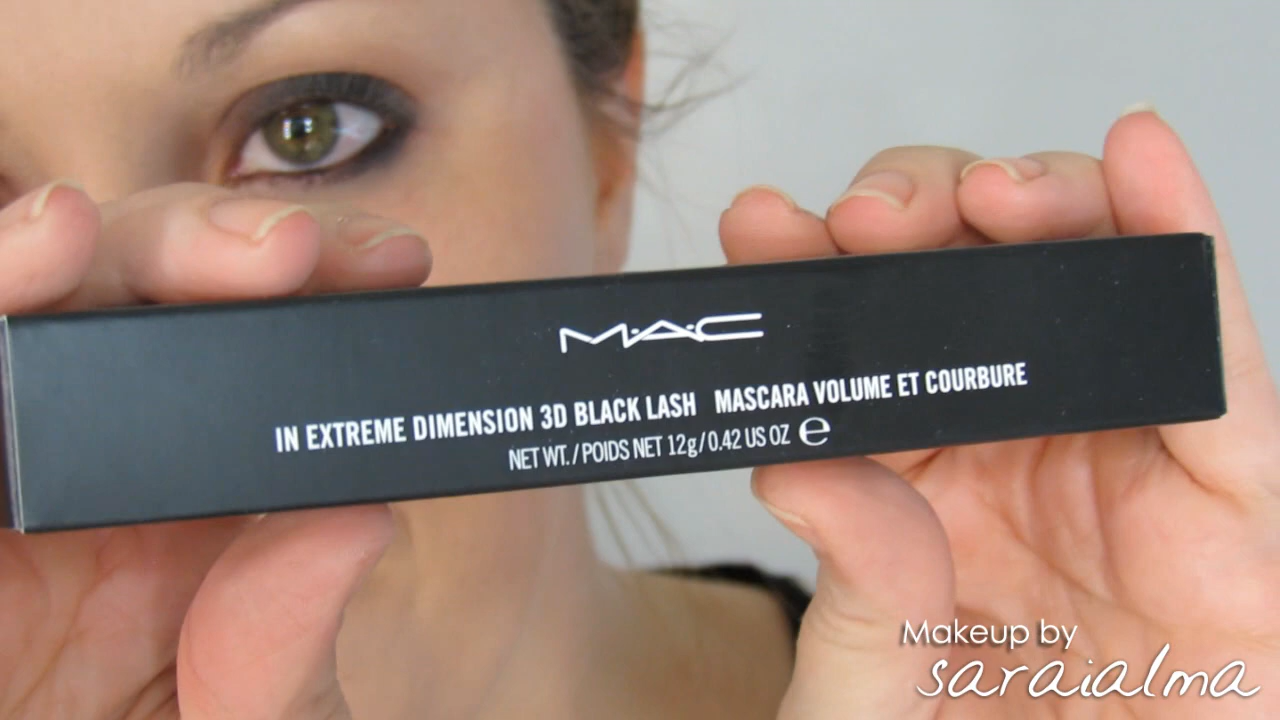 M·A·C
IN EXTREME DIMENSION 3D BLACK LASH MASCARA VOLUME ET COURBURE
NET WT./POIDS NET 12g/0.42 US OZ ℮
Makeup by
saraialma